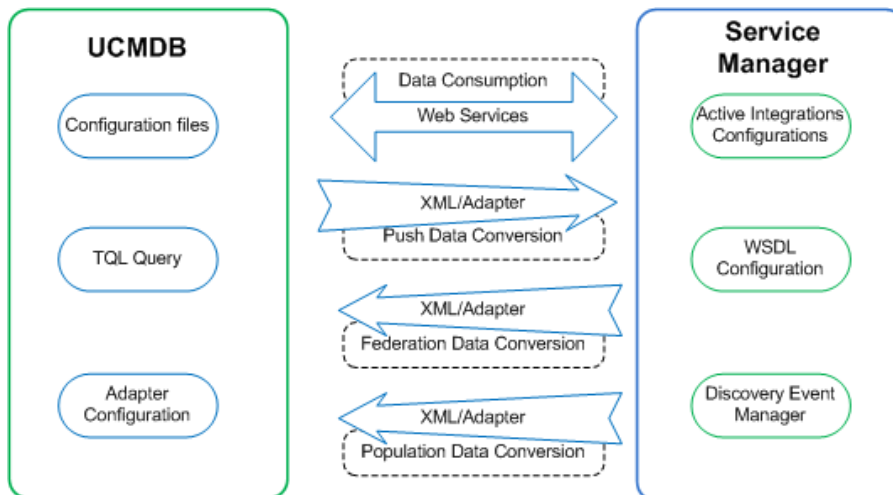 UCMDB
Configuration files
TQL Query
Adapter
Configuration
Data Consumption
Web Services
XML/Adapter
Push Data Conversion
XML/Adapter
Federation Data Conversion
XML/Adapter
Population Data Conversion
Service
Manager
Active Integrations
Configurations
WSDL
Configuration
Discovery Event
Manager